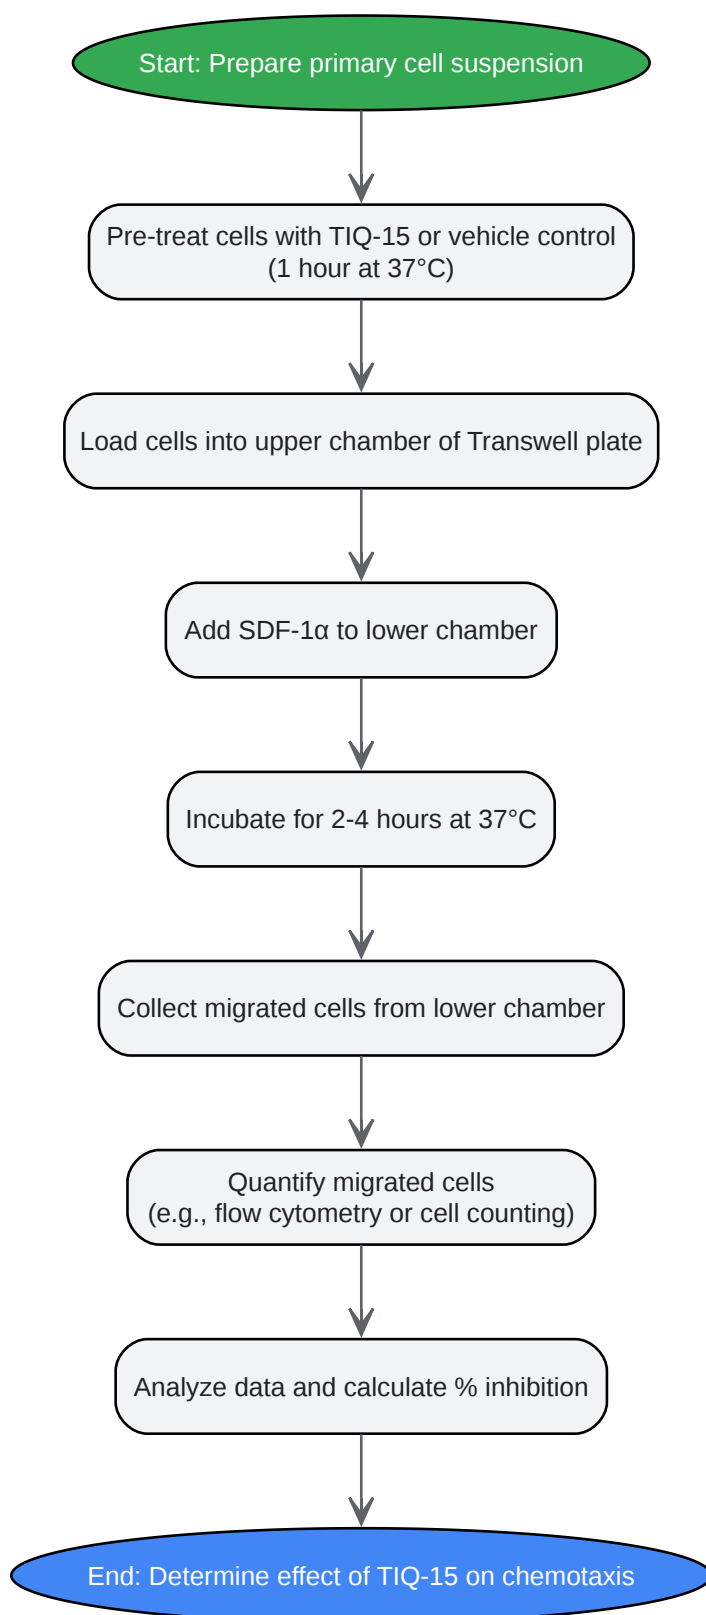 Start: Prepare primary cell suspension
Pre-treat cells with TIQ-15 or vehicle control
(1 hour at 37°C)
Load cells into upper chamber of Transwell plate
Add SDF-1α to lower chamber
Incubate for 2-4 hours at 37°C
Collect migrated cells from lower chamber
Quantify migrated cells
(e.g., flow cytometry or cell counting)
Analyze data and calculate % inhibition
End: Determine effect of TIQ-15 on chemotaxis